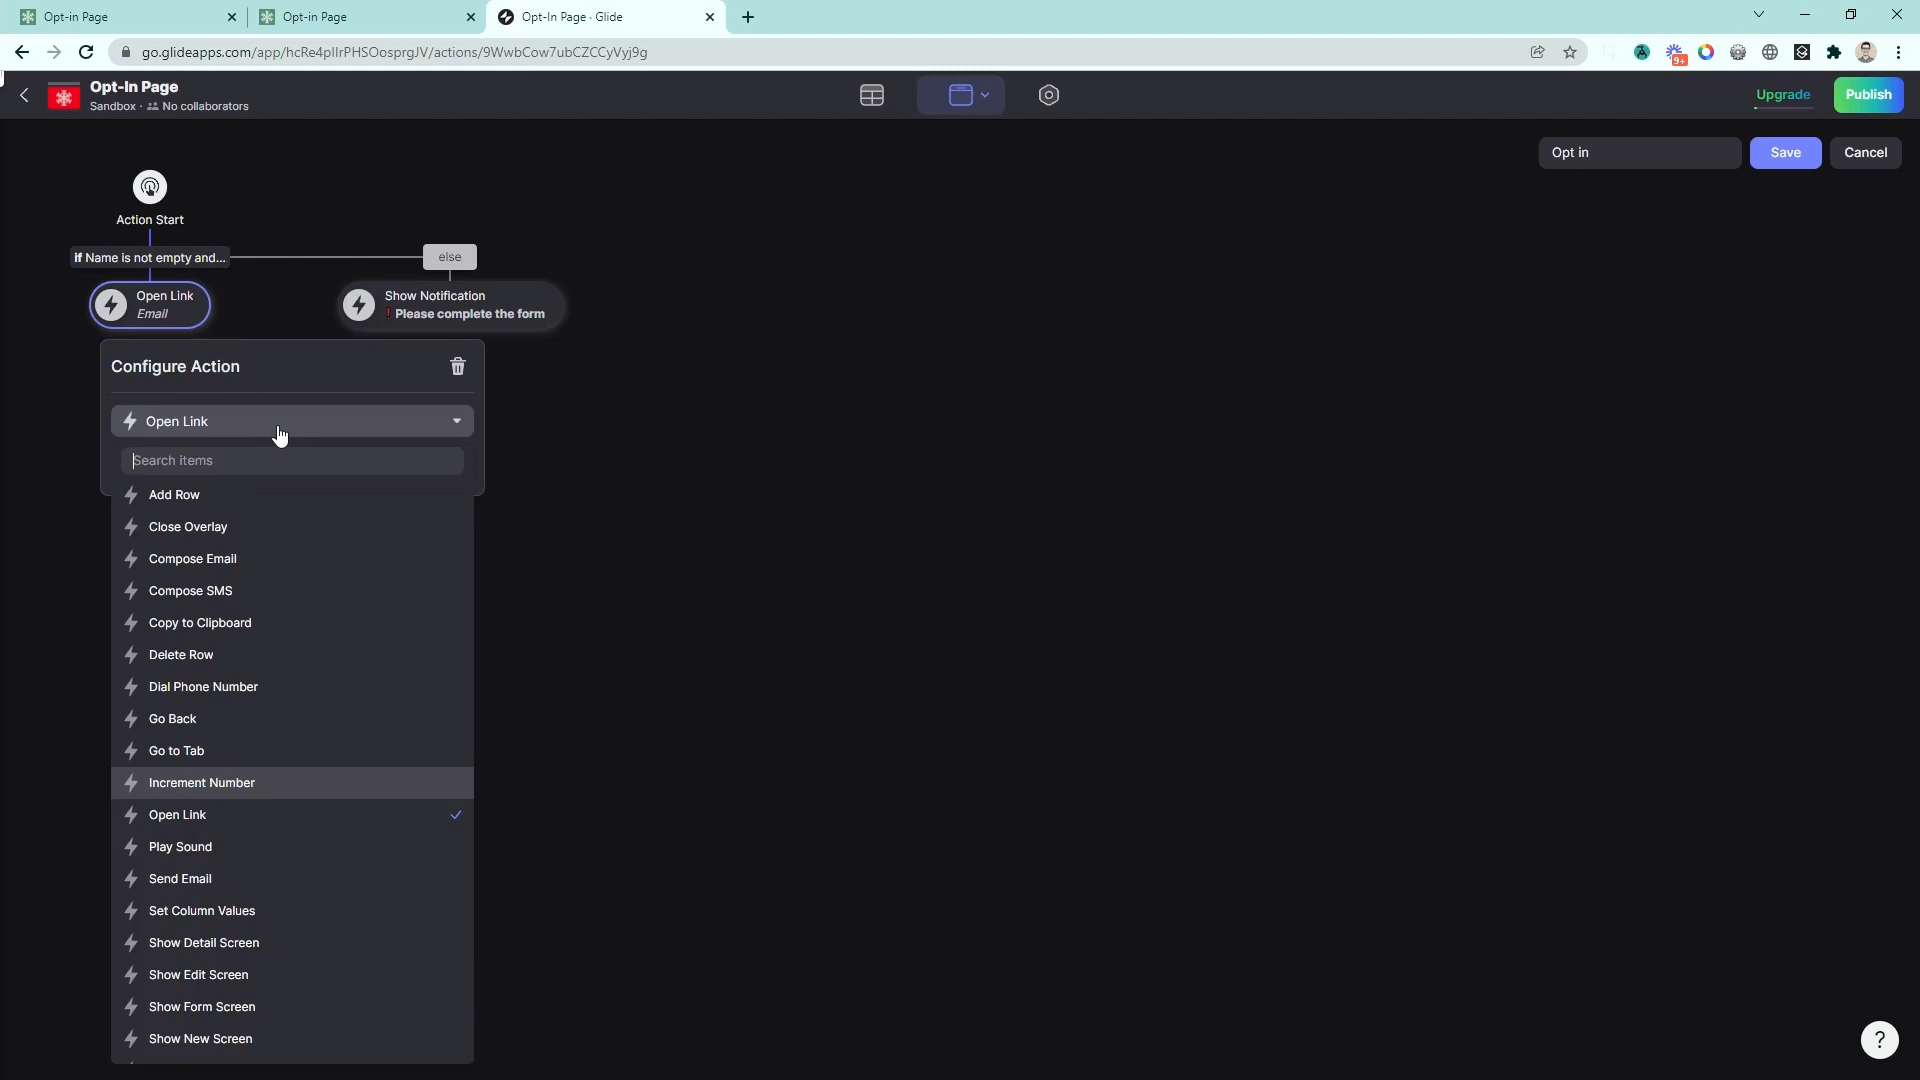 Opt-in Page
Opt-in Page
Opt-In Page · Glide
go.glideapps.com/app/hcRe4pIIrPHSOosprgJV/actions/9WwbCow7ubCZCCyVyj9g
9+
Opt-In Page
Sandbox · No collaborators
Upgrade
Publish
Opt in
Save
Cancel
Action Start
if Name is not empty and...
else
Open Link
Email
Show Notification
❗Please complete the form
Configure Action
Open Link
Search items
Add Row
Close Overlay
Compose Email
Compose SMS
Copy to Clipboard
Delete Row
Dial Phone Number
Go Back
Go to Tab
Increment Number
Open Link
Play Sound
Send Email
Set Column Values
Show Detail Screen
Show Edit Screen
Show Form Screen
Show New Screen
?